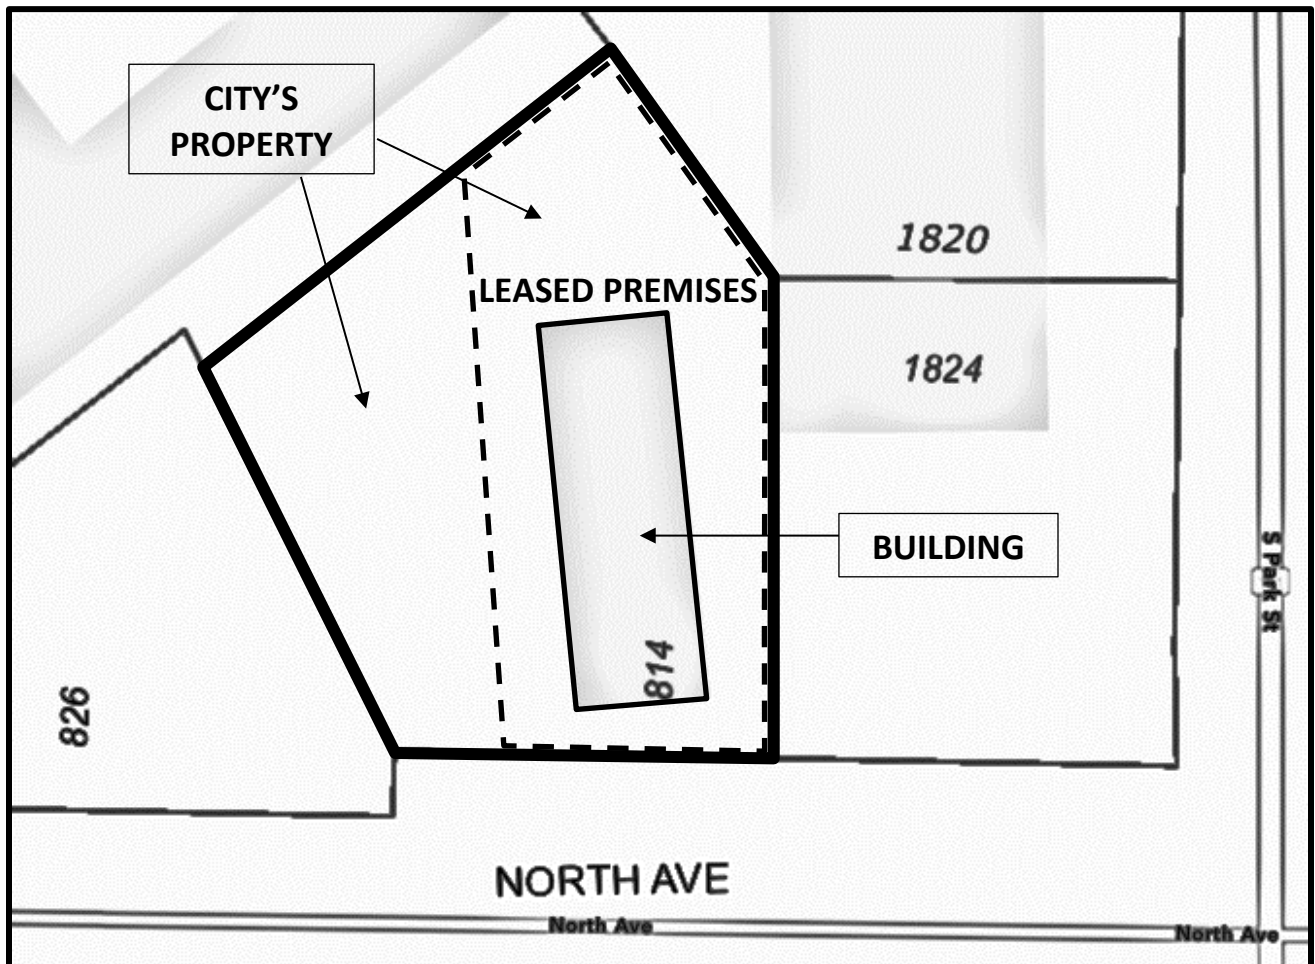 CITY’S
PROPERTY
1820
LEASED PREMISES
1824
BUILDING
S Park St
814
826
NORTH AVE
North Ave
North Ave